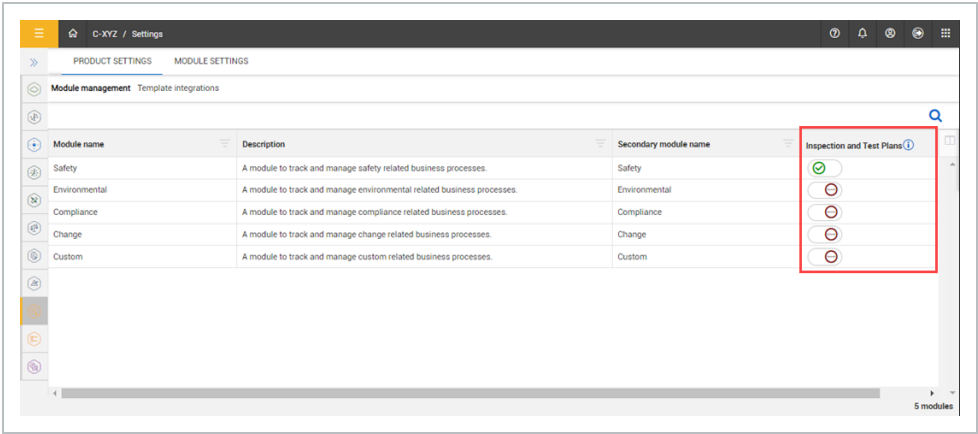 C-XYZ / Settings
PRODUCT SETTINGS MODULE SETTINGS
Module management Template integrations
Module name Description Secondary module name Inspection and Test Plans
Safety A module to track and manage safety related business processes. Safety
Environmental A module to track and manage environmental related business processes. Environmental
Compliance A module to track and manage compliance related business processes. Compliance
Change A module to track and manage change related business processes. Change
Custom A module to track and manage custom related business processes. Custom
5 modules